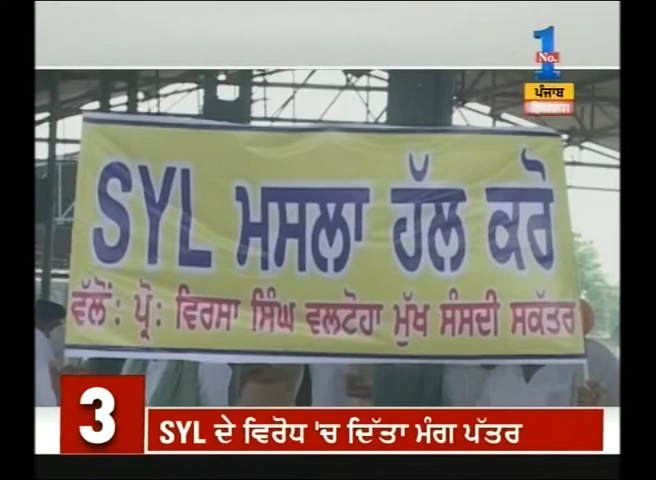 1
No.
ਪੰਜਾਬ
SYL ਮਸਲਾ ਹੱਲ ਕਰੋ
ਵੱਲੋਂ : ਪ੍ਰੋ: ਵਿਰਸਾ ਸਿੰਘ ਵਲਟੋਹਾ ਮੁੱਖ ਸੰਸਦੀ ਸਕੱਤਰ
3
SYL ਦੇ ਵਿਰੋਧ 'ਚ ਦਿੱਤਾ ਮੰਗ ਪੱਤਰ